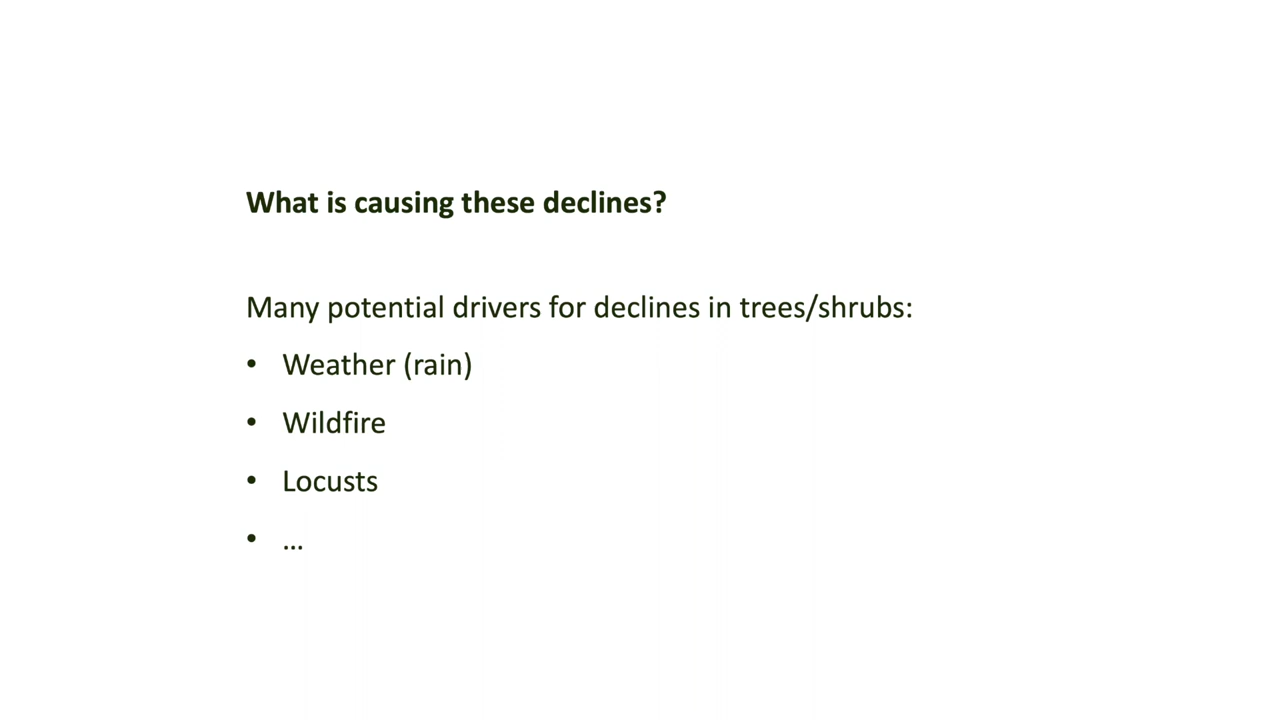 What is causing these declines?
Many potential drivers for declines in trees/shrubs:
• Weather (rain)
• Wildfire
• Locusts
• …